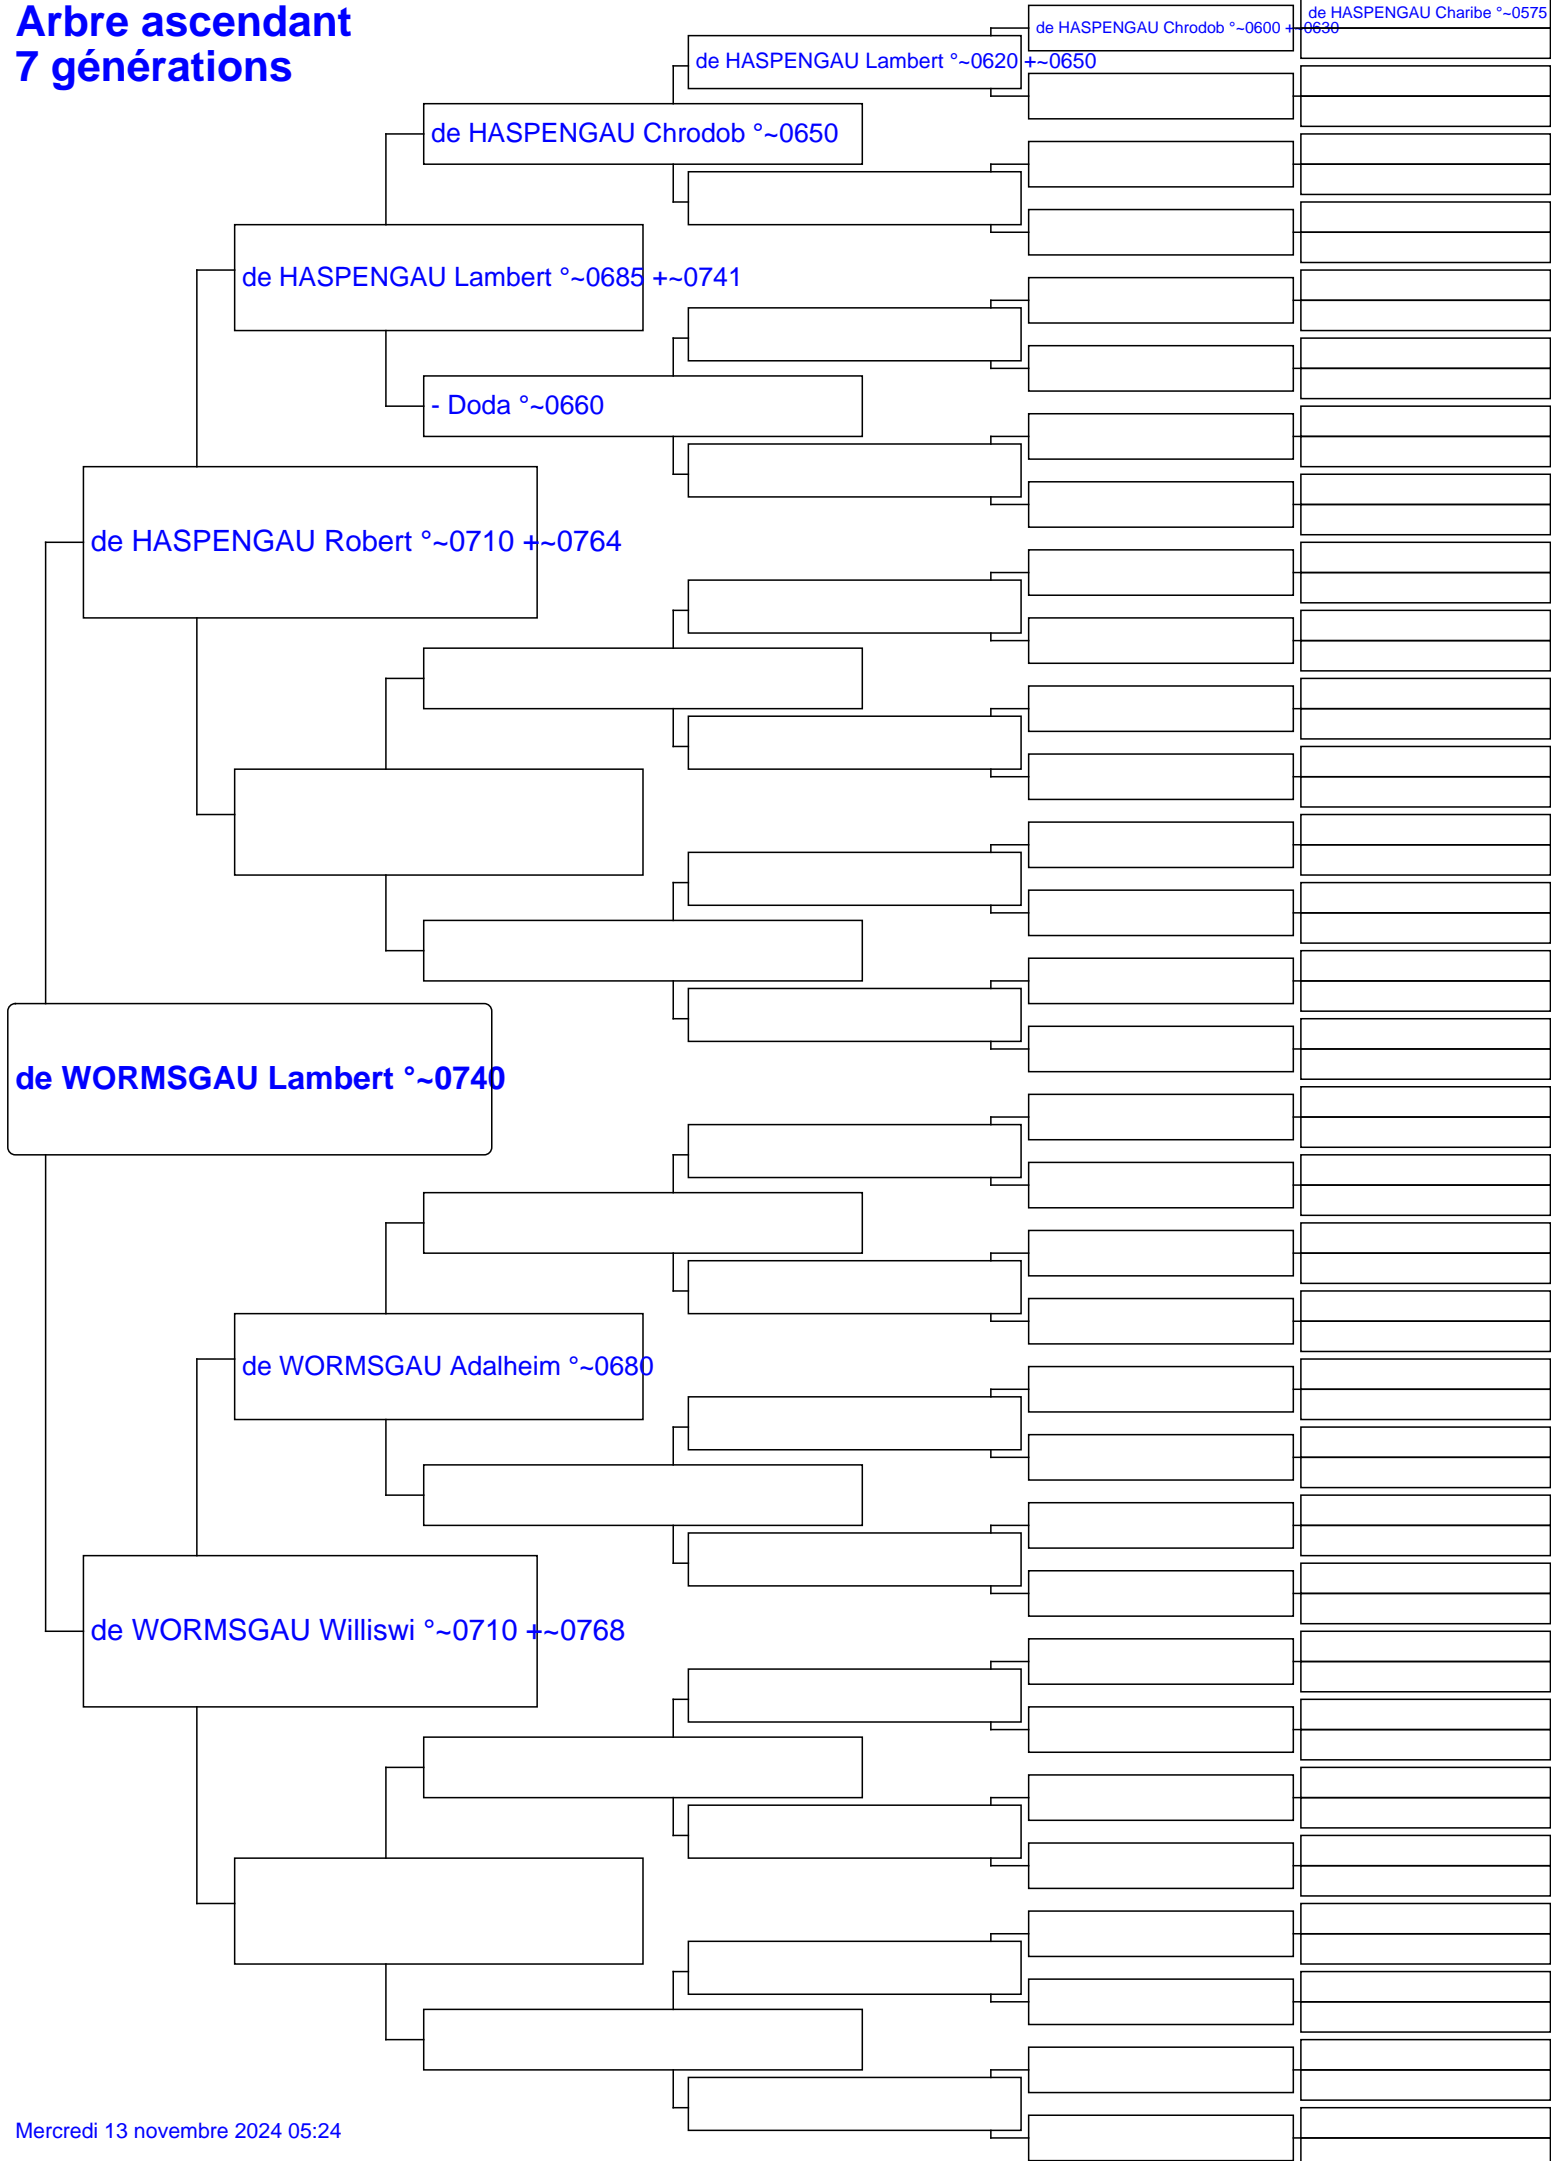 Arbre ascendant
7 générations
de HASPENGAU Charibe °~0575
de HASPENGAU Chrodob °~0600 +~0630
de HASPENGAU Lambert °~0620 +~0650
de HASPENGAU Chrodob °~0650
de HASPENGAU Lambert °~0685 +~0741
- Doda °~0660
de HASPENGAU Robert °~0710 +~0764
de WORMSGAU Lambert °~0740
de WORMSGAU Adalheim °~0680
de WORMSGAU Williswi °~0710 +~0768
Mercredi 13 novembre 2024 05:24